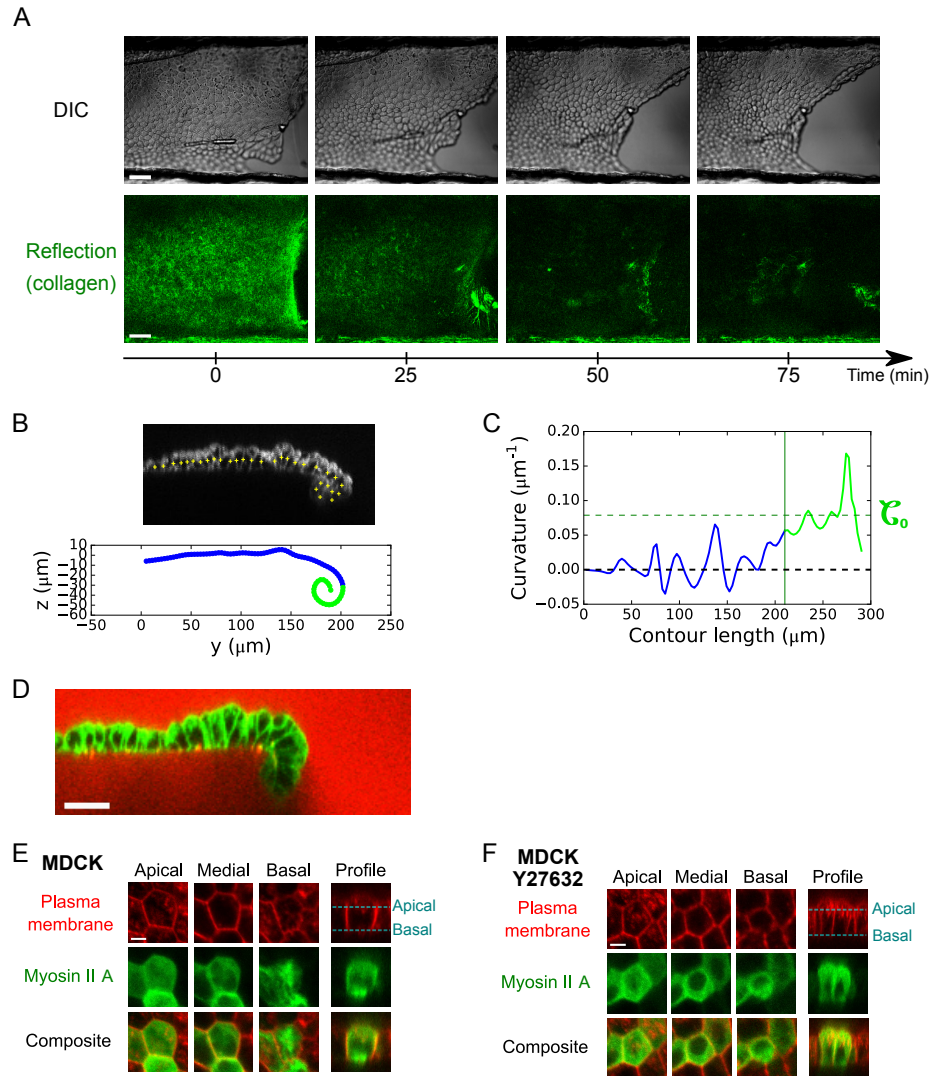 A
DIC
Reflection
(collagen)
0
25
50
75
Time (min)
B
10
0
−10
−20
−30
−40
−50
−60
z (μm)
−50
0
50
100
150
200
250
y (μm)
C
0.20
0.15
0.10
0.05
0.00
−0.05
Curvature (μm⁻¹)
0
50
100
150
200
250
300
Contour length (μm)
𝒞₀
D
E
MDCK
Apical
Medial
Basal
Profile
Plasma
membrane
Apical
Basal
Myosin II A
Composite
F
MDCK
Y27632
Apical
Medial
Basal
Profile
Plasma
membrane
Apical
Basal
Myosin II A
Composite